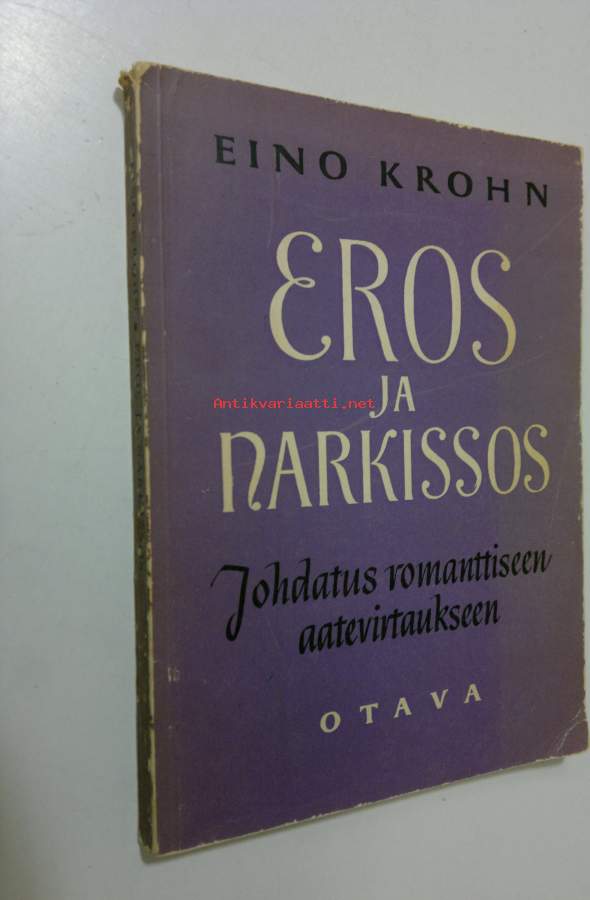 EINO KROHN
EROS
Antikvariaatti.net
JA
NARKISSOS
Johdatus romanttiseen
aatevirtaukseen
OTAVA